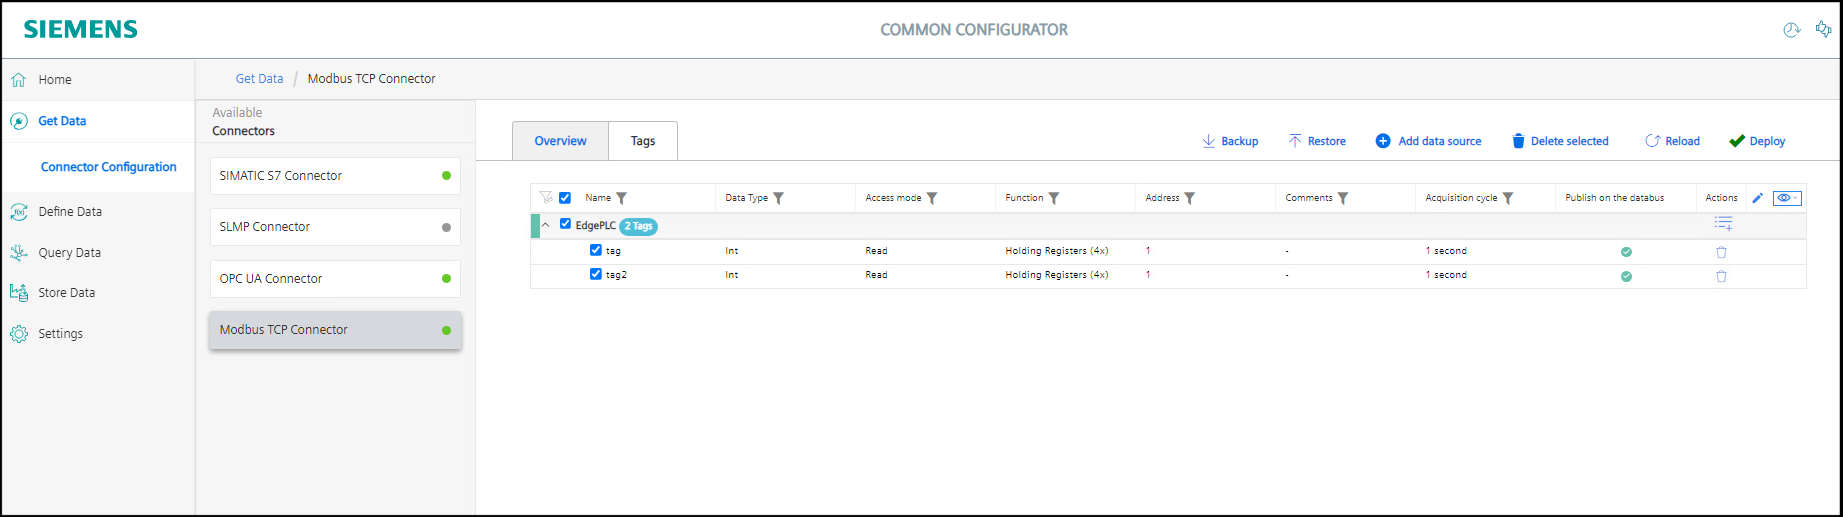 SIEMENS
COMMON CONFIGURATOR
Home
Get Data
Connector Configuration
Define Data
Query Data
Store Data
Settings
Get Data / Modbus TCP Connector
Available
Connectors
SIMATIC S7 Connector
SLMP Connector
OPC UA Connector
Modbus TCP Connector
Overview Tags Backup Restore Add data source Delete selected Reload Deploy
Name Data Type Access mode Function Address Comments Acquisition cycle Publish on the databus Actions
EdgePLC 2 Tags
tag Int Read Holding Registers (4x) 1 - 1 second
tag2 Int Read Holding Registers (4x) 1 - 1 second